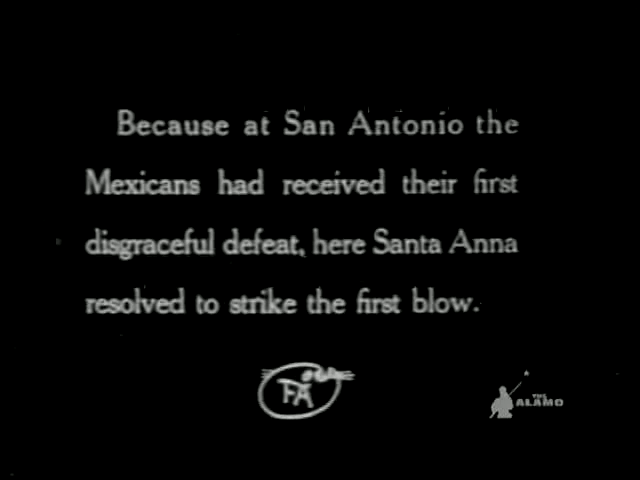 Because at San Antonio the
Mexicans had received their first
disgraceful defeat, here Santa Anna
resolved to strike the first blow.
FA
THE
ALAMO